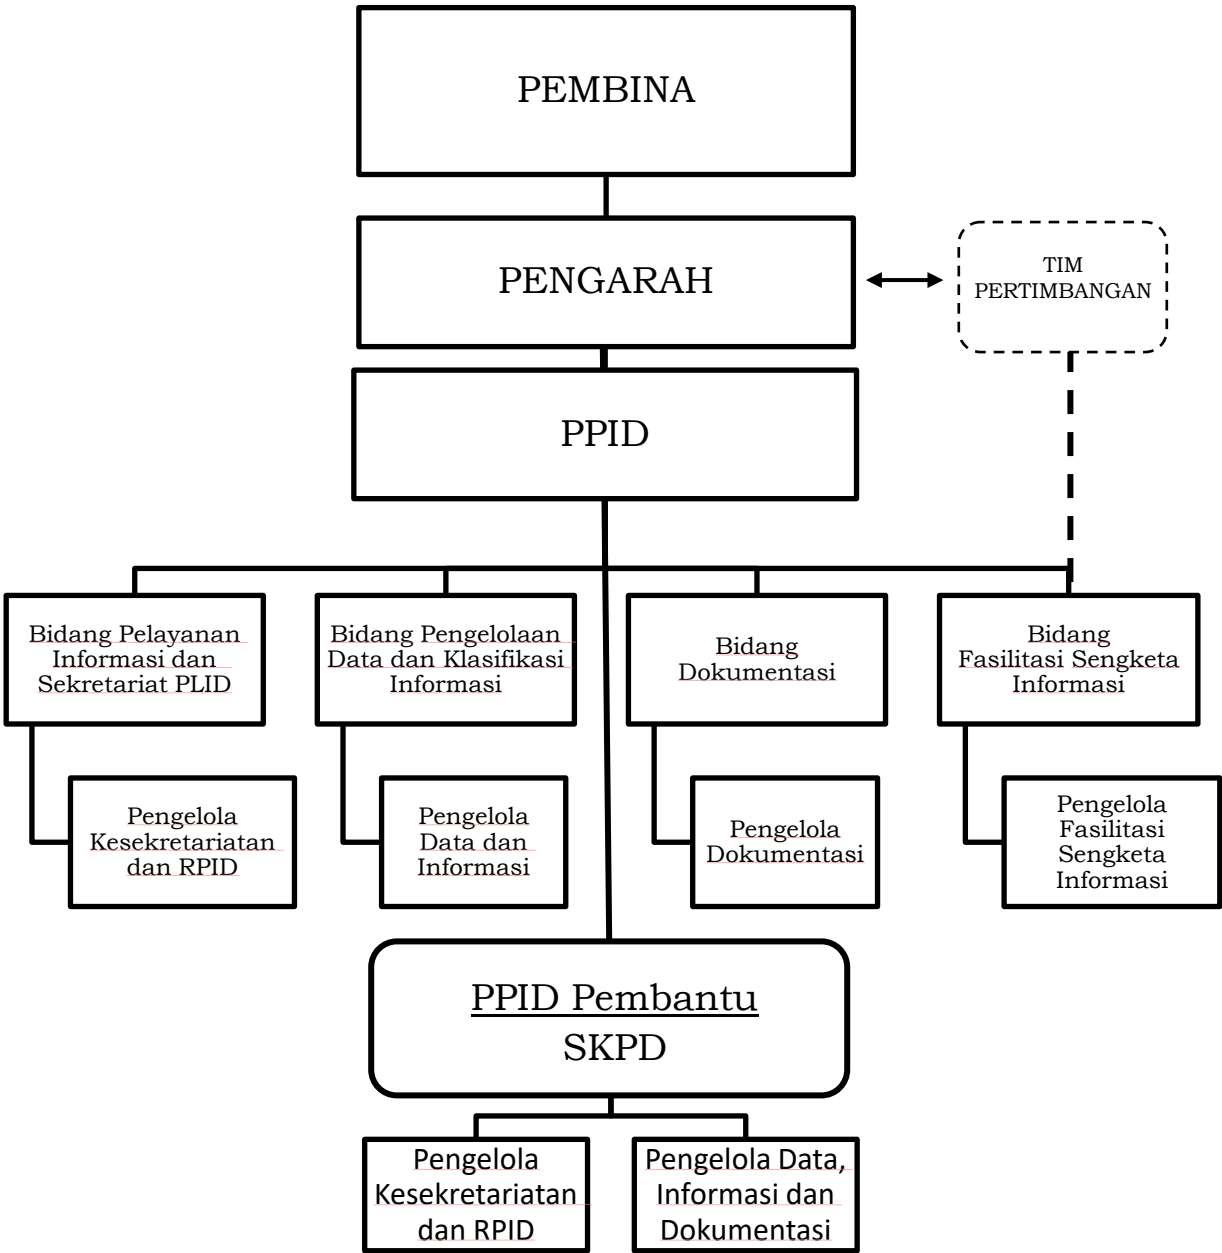 PEMBINA
PENGARAH
TIM
PERTIMBANGAN
PPID
Bidang Pelayanan
Informasi dan
Sekretariat PLID
Bidang Pengelolaan
Data dan Klasifikasi
Informasi
Bidang
Dokumentasi
Bidang
Fasilitasi Sengketa
Informasi
Pengelola
Kesekretariatan
dan RPID
Pengelola
Data dan
Informasi
Pengelola
Dokumentasi
Pengelola
Fasilitasi
Sengketa
Informasi
PPID Pembantu
SKPD
Pengelola
Kesekretariatan
dan RPID
Pengelola Data,
Informasi dan
Dokumentasi